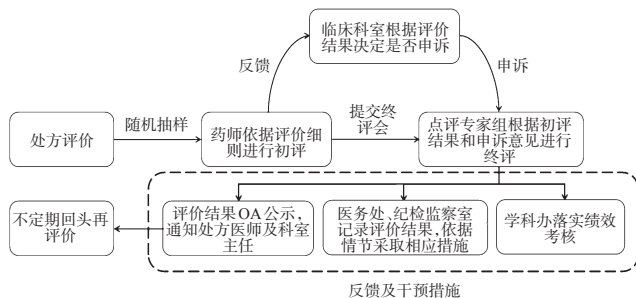 临床科室根据评价
结果决定是否申诉
反馈
申诉
处方评价
随机抽样
药师依据评价细
则进行初评
提交终
评会
点评专家组根据初评
结果和申诉意见进行
终评
不定期回头再
评价
评价结果OA公示，
通知处方医师及科室
主任
医务处、纪检监察室
记录评价结果，依据
情节采取相应措施
学科办落实绩效
考核
反馈及干预措施